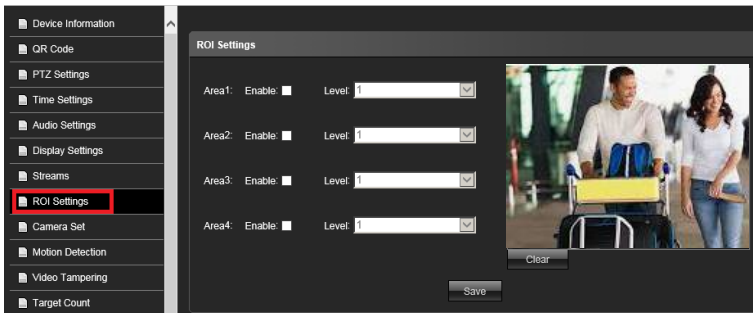 Device Information
QR Code
PTZ Settings
Time Settings
Audio Settings
Display Settings
Streams
ROI Settings
Camera Set
Motion Detection
Video Tampering
Target Count
ROI Settings
Area1: Enable: Level: 1
Area2: Enable: Level: 1
Area3: Enable: Level: 1
Area4: Enable: Level: 1
Clear
Save